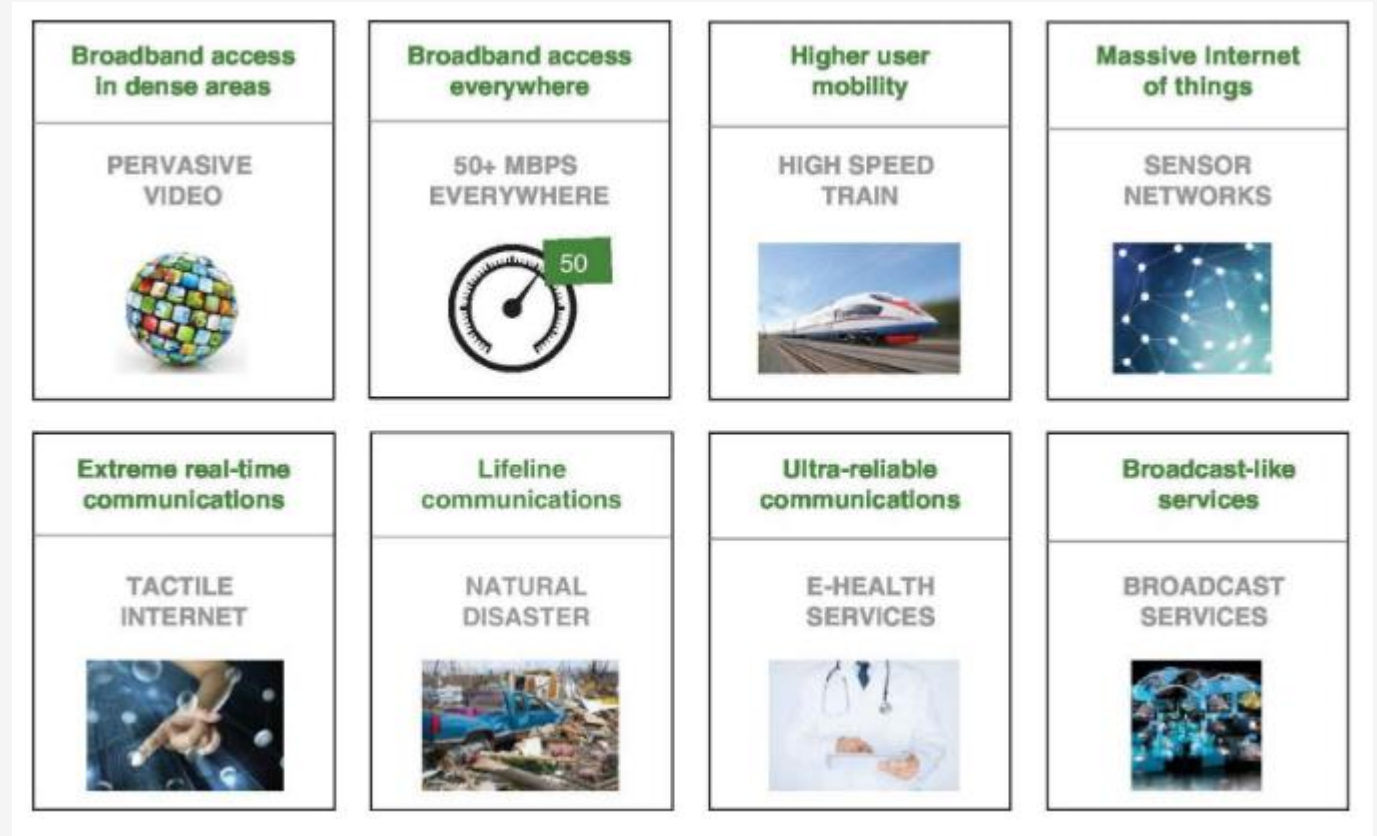 Broadband access
in dense areas
PERVASIVE
VIDEO
Broadband access
everywhere
50+ MBPS
EVERYWHERE
50
Higher user
mobility
HIGH SPEED
TRAIN
Massive Internet
of things
SENSOR
NETWORKS
Extreme real-time
communications
TACTILE
INTERNET
Lifeline
communications
NATURAL
DISASTER
Ultra-reliable
communications
E-HEALTH
SERVICES
Broadcast-like
services
BROADCAST
SERVICES